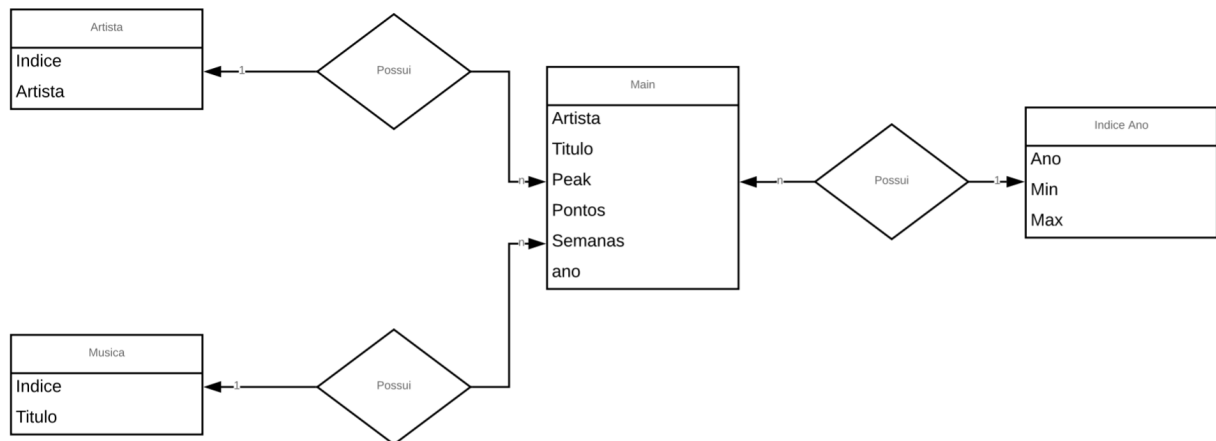 Artista
Indice
Artista
1
Possui
n
Main
Artista
Titulo
Peak
Pontos
Semanas
ano
n
Possui
1
Indice Ano
Ano
Min
Max
Musica
Indice
Titulo
1
Possui
n